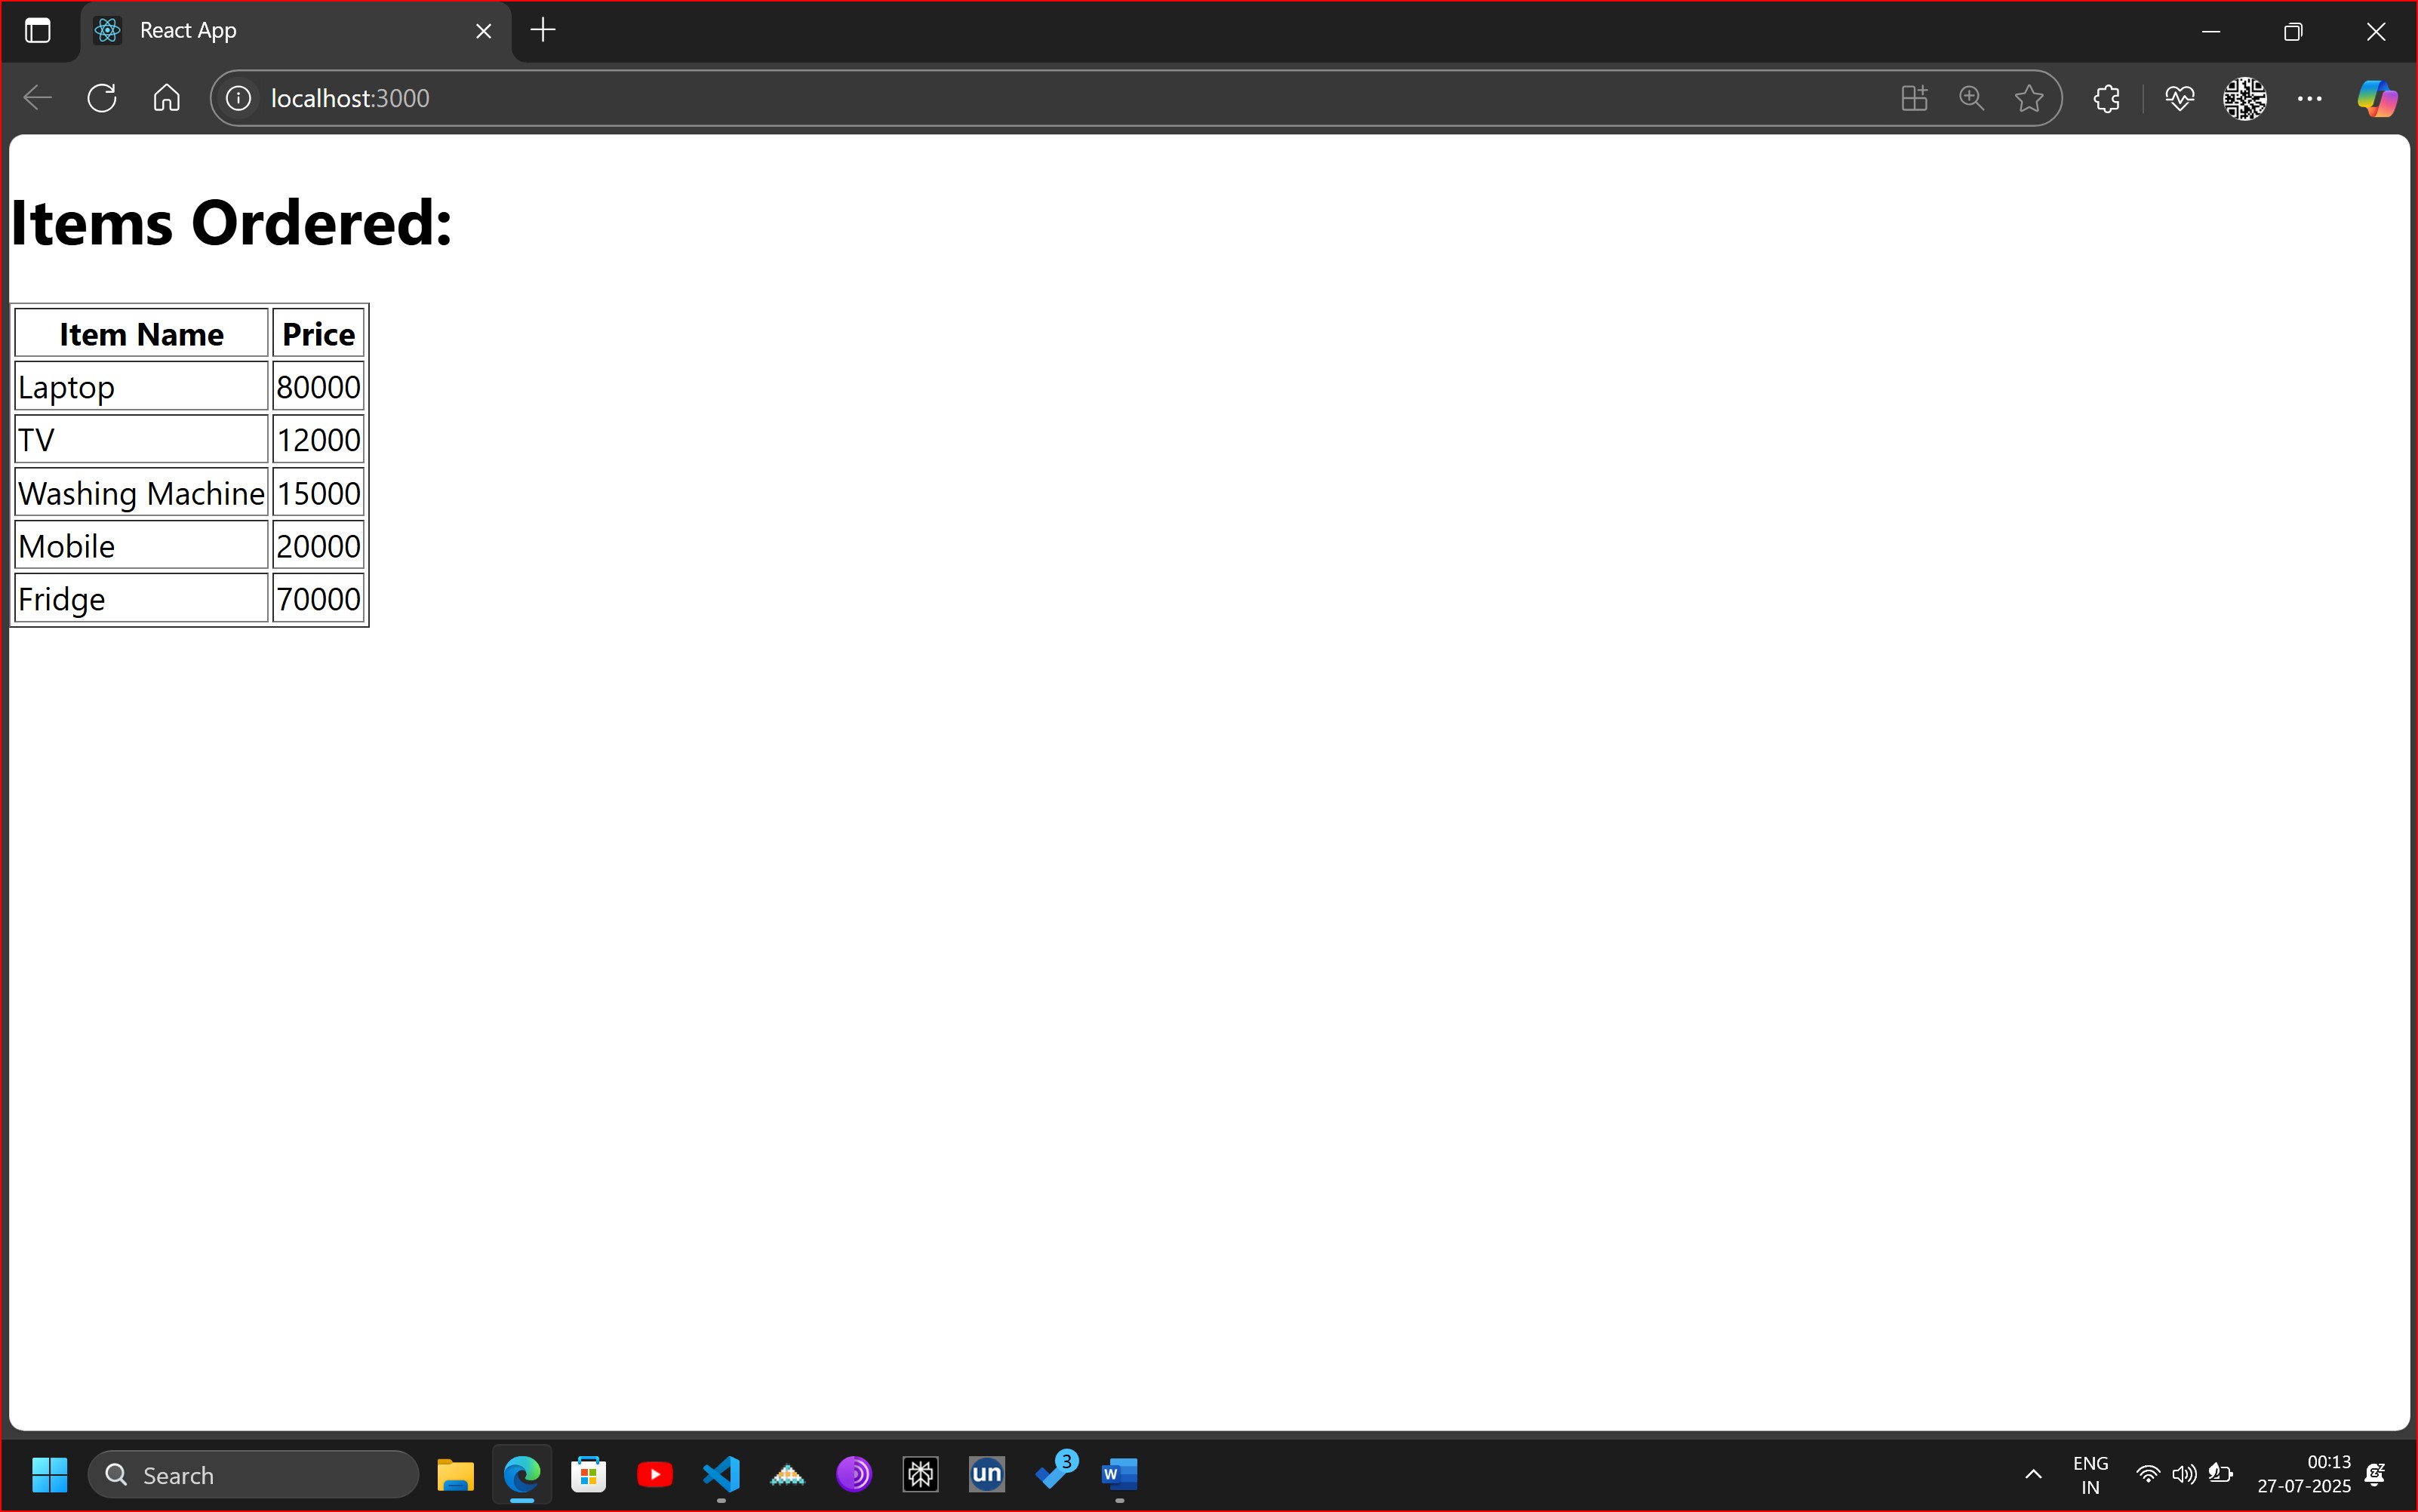 React App
localhost:3000
Items Ordered:
Item Name Price
Laptop 80000
TV 12000
Washing Machine 15000
Mobile 20000
Fridge 70000
Search
un
3
W
ENG
IN
00:13
27-07-2025